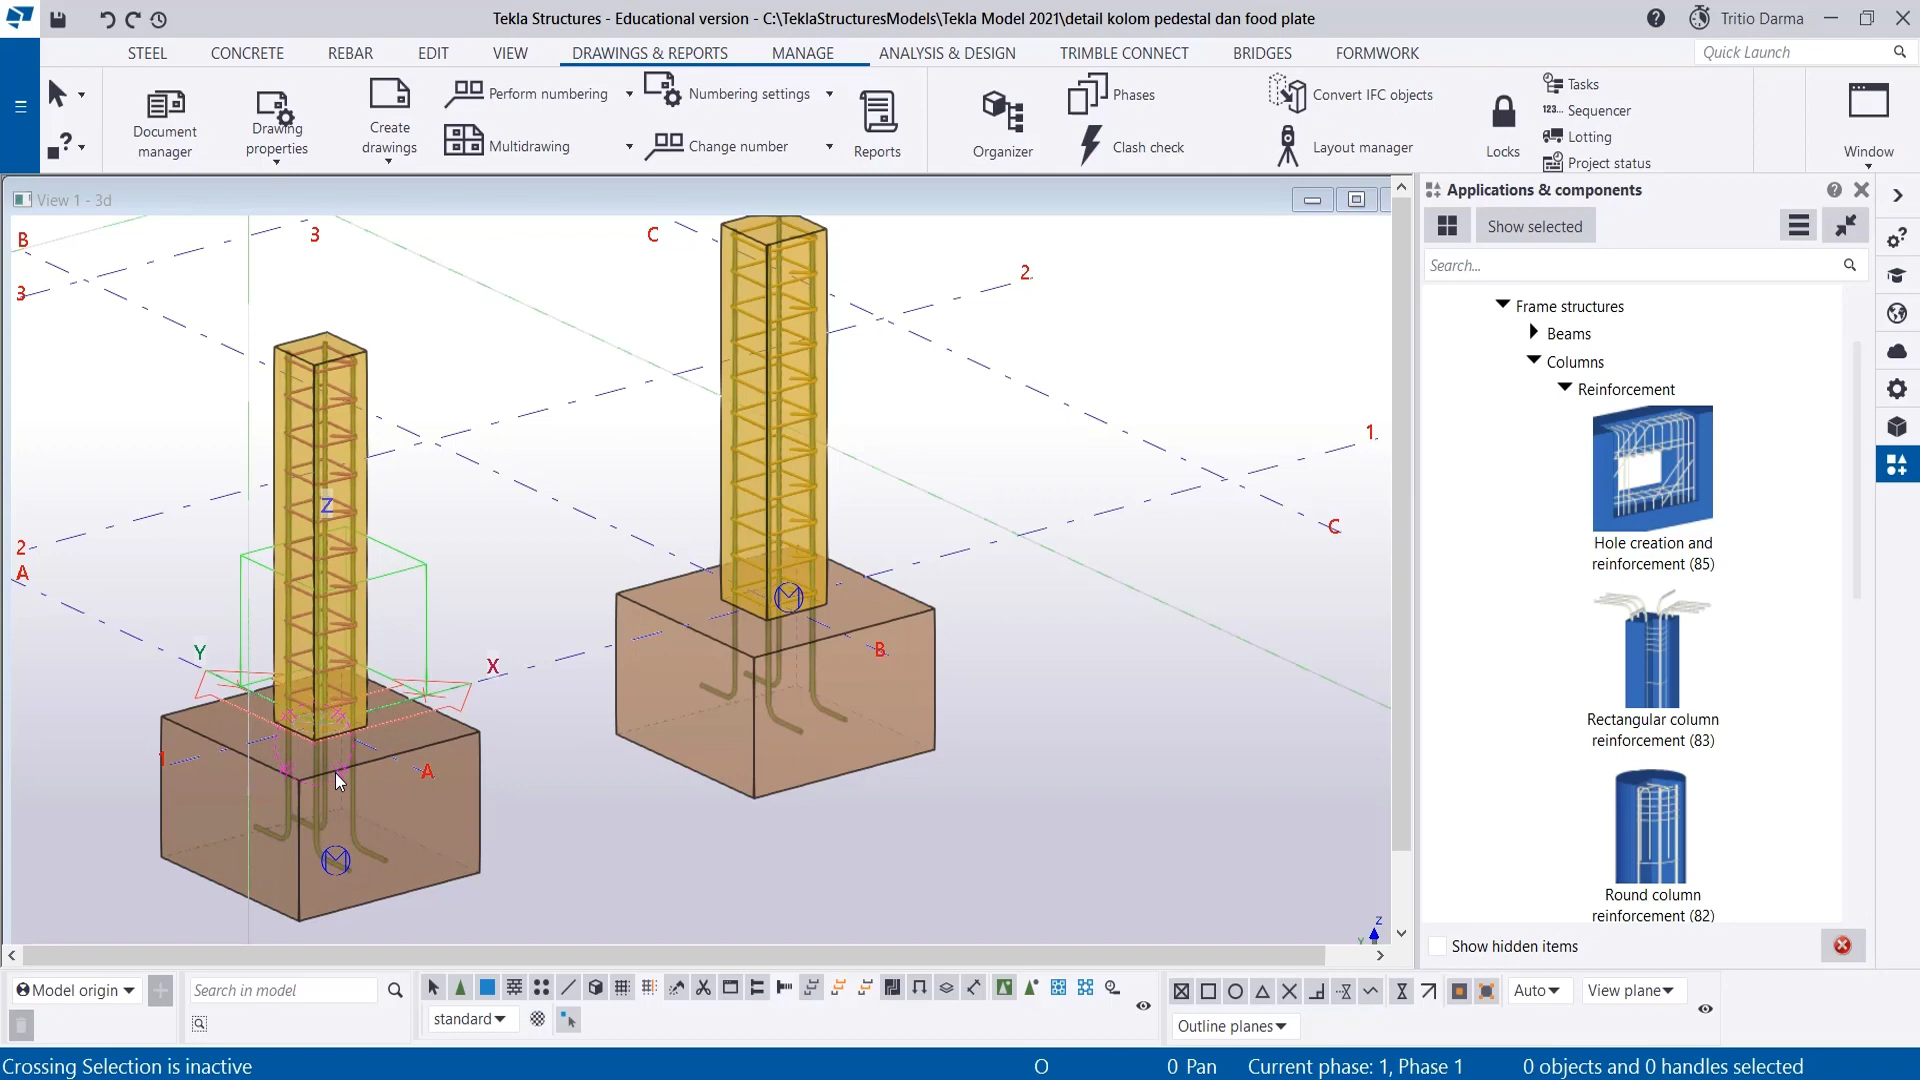 Tekla Structures - Educational version - C:\TeklaStructuresModels\Tekla Model 2021\detail kolom pedestal dan food plate
Tritio Darma
STEEL CONCRETE REBAR EDIT VIEW DRAWINGS & REPORTS MANAGE ANALYSIS & DESIGN TRIMBLE CONNECT BRIDGES FORMWORK
Quick Launch
Document manager
Drawing properties
Create drawings
Perform numbering
Multidrawing
Numbering settings
Change number
Reports
Organizer
Phases
Clash check
Convert IFC objects
Layout manager
Locks
Tasks
123... Sequencer
Lotting
Project status
Window
View 1 - 3d
B
3
C
2
3
1
Z
C
2
A
Y
X
B
1
A
Z
Y
Applications & components
Show selected
Search...
Frame structures
Beams
Columns
Reinforcement
Hole creation and
reinforcement (85)
Rectangular column
reinforcement (83)
Round column
reinforcement (82)
Show hidden items
Model origin
Search in model
standard
Auto
View plane
Outline planes
Crossing Selection is inactive
O
0 Pan
Current phase: 1, Phase 1
0 objects and 0 handles selected